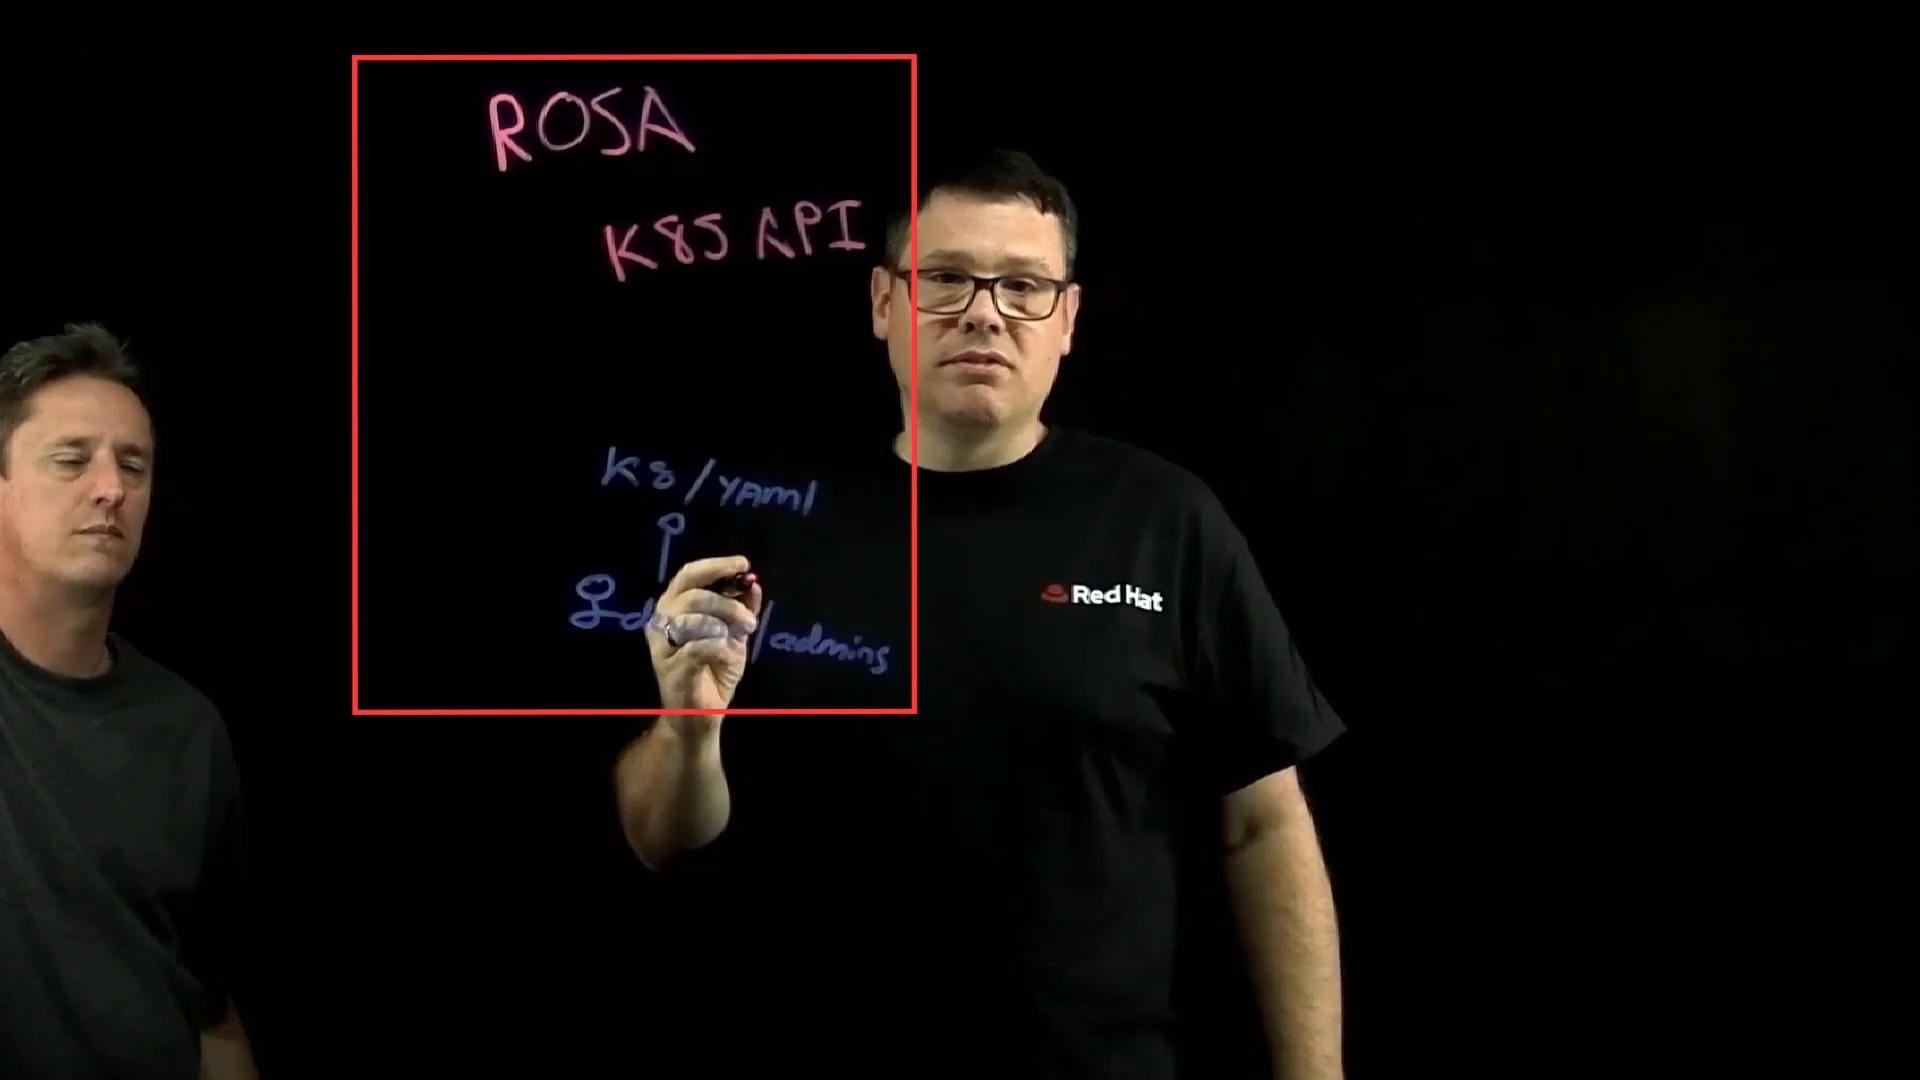 ROSA
K8S API
K8/YAML
/admins
Red Hat